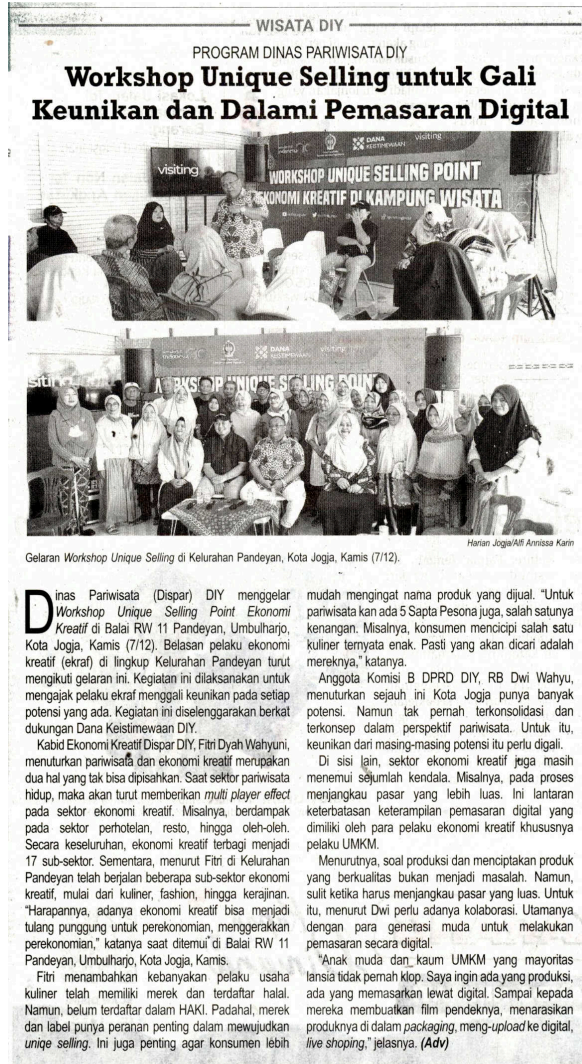 WISATA DIY
PROGRAM DINAS PARIWISATA DIY
Workshop Unique Selling untuk Gali
Keunikan dan Dalami Pemasaran Digital
visiting
DANA
KEISTIMEWAAN
visiting
WORKSHOP UNIQUE SELLING POINT
EKONOMI KREATIF DI KAMPUNG WISATA
DANA
KEISTIMEWAAN
visiting
siting
WORKSHOP UNIQUE SELLING POINT
Harian Jogja/Alfi Annissa Karin
Gelaran Workshop Unique Selling di Kelurahan Pandeyan, Kota Jogja, Kamis (7/12).
Dinas Pariwisata (Dispar) DIY menggelar
Workshop Unique Selling Point Ekonomi
Kreatif di Balai RW 11 Pandeyan, Umbulharjo,
Kota Jogja, Kamis (7/12). Belasan pelaku ekonomi
kreatif (ekraf) di lingkup Kelurahan Pandeyan turut
mengikuti gelaran ini. Kegiatan ini dilaksanakan untuk
mengajak pelaku ekraf menggali keunikan pada setiap
potensi yang ada. Kegiatan ini diselenggarakan berkat
dukungan Dana Keistimewaan DIY.
Kabid Ekonomi Kreatif Dispar DIY, Fitri Dyah Wahyuni,
menuturkan pariwisata dan ekonomi kreatif merupakan
dua hal yang tak bisa dipisahkan. Saat sektor pariwisata
hidup, maka akan turut memberikan multi player effect
pada sektor ekonomi kreatif. Misalnya, berdampak
pada sektor perhotelan, resto, hingga oleh-oleh.
Secara keseluruhan, ekonomi kreatif terbagi menjadi
17 sub-sektor. Sementara, menurut Fitri di Kelurahan
Pandeyan telah berjalan beberapa sub-sektor ekonomi
kreatif, mulai dari kuliner, fashion, hingga kerajinan.
"Harapannya, adanya ekonomi kreatif bisa menjadi
tulang punggung untuk perekonomian, menggerakkan
perekonomian," katanya saat ditemui di Balai RW 11
Pandeyan, Umbulharjo, Kota Jogja, Kamis.
Fitri menambahkan kebanyakan pelaku usaha
kuliner telah memiliki merek dan terdaftar halal.
Namun, belum terdaftar dalam HAKI. Padahal, merek
dan label punya peranan penting dalam mewujudkan
uniqe selling. Ini juga penting agar konsumen lebih
mudah mengingat nama produk yang dijual. "Untuk
pariwisata kan ada 5 Sapta Pesona juga, salah satunya
kenangan. Misalnya, konsumen mencicipi salah satu
kuliner ternyata enak. Pasti yang akan dicari adalah
mereknya," katanya.
Anggota Komisi B DPRD DIY, RB Dwi Wahyu,
menuturkan sejauh ini Kota Jogja punya banyak
potensi. Namun tak pernah terkonsolidasi dan
terkonsep dalam perspektif pariwisata. Untuk itu,
keunikan dari masing-masing potensi itu perlu digali.
Di sisi lain, sektor ekonomi kreatif juga masih
menemui sejumlah kendala. Misalnya, pada proses
menjangkau pasar yang lebih luas. Ini lantaran
keterbatasan keterampilan pemasaran digital yang
dimiliki oleh para pelaku ekonomi kreatif khususnya
pelaku UMKM.
Menurutnya, soal produksi dan menciptakan produk
yang berkualitas bukan menjadi masalah. Namun,
sulit ketika harus menjangkau pasar yang luas. Untuk
itu, menurut Dwi perlu adanya kolaborasi. Utamanya
dengan para generasi muda untuk melakukan
pemasaran secara digital.
"Anak muda dan kaum UMKM yang mayoritas
lansia tidak pernah klop. Saya ingin ada yang produksi,
ada yang memasarkan lewat digital. Sampai kepada
mereka membuatkan film pendeknya, menarasikan
produknya di dalam packaging, meng-upload ke digital,
live shoping," jelasnya. (Adv)